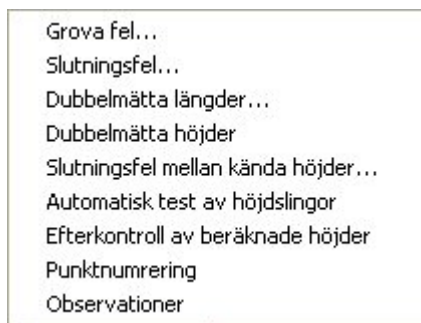 Grova fel...
Slutningsfel...
Dubbelmätta längder...
Dubbelmätta höjder
Slutningsfel mellan kända höjder...
Automatisk test av höjdslingor
Efterkontroll av beräknade höjder
Punktnumrering
Observationer